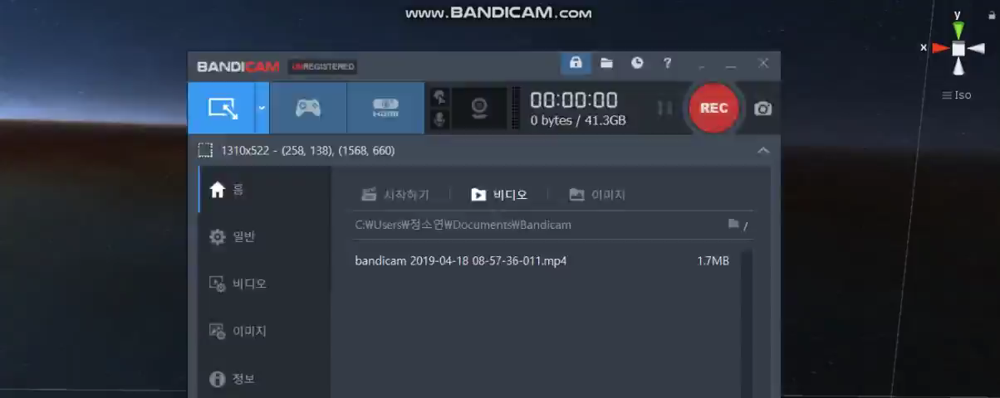 www.BANDICAM.com
y
x
Iso
BANDICAM UNREGISTERED
?
HDMI
00:00:00
0 bytes / 41.3GB
REC
1310x522 - (258, 138), (1568, 660)
홈
일반
비디오
이미지
정보
시작하기
비디오
이미지
C:₩Users₩정소연₩Documents₩Bandicam
/
bandicam 2019-04-18 08-57-36-011.mp4 1.7MB